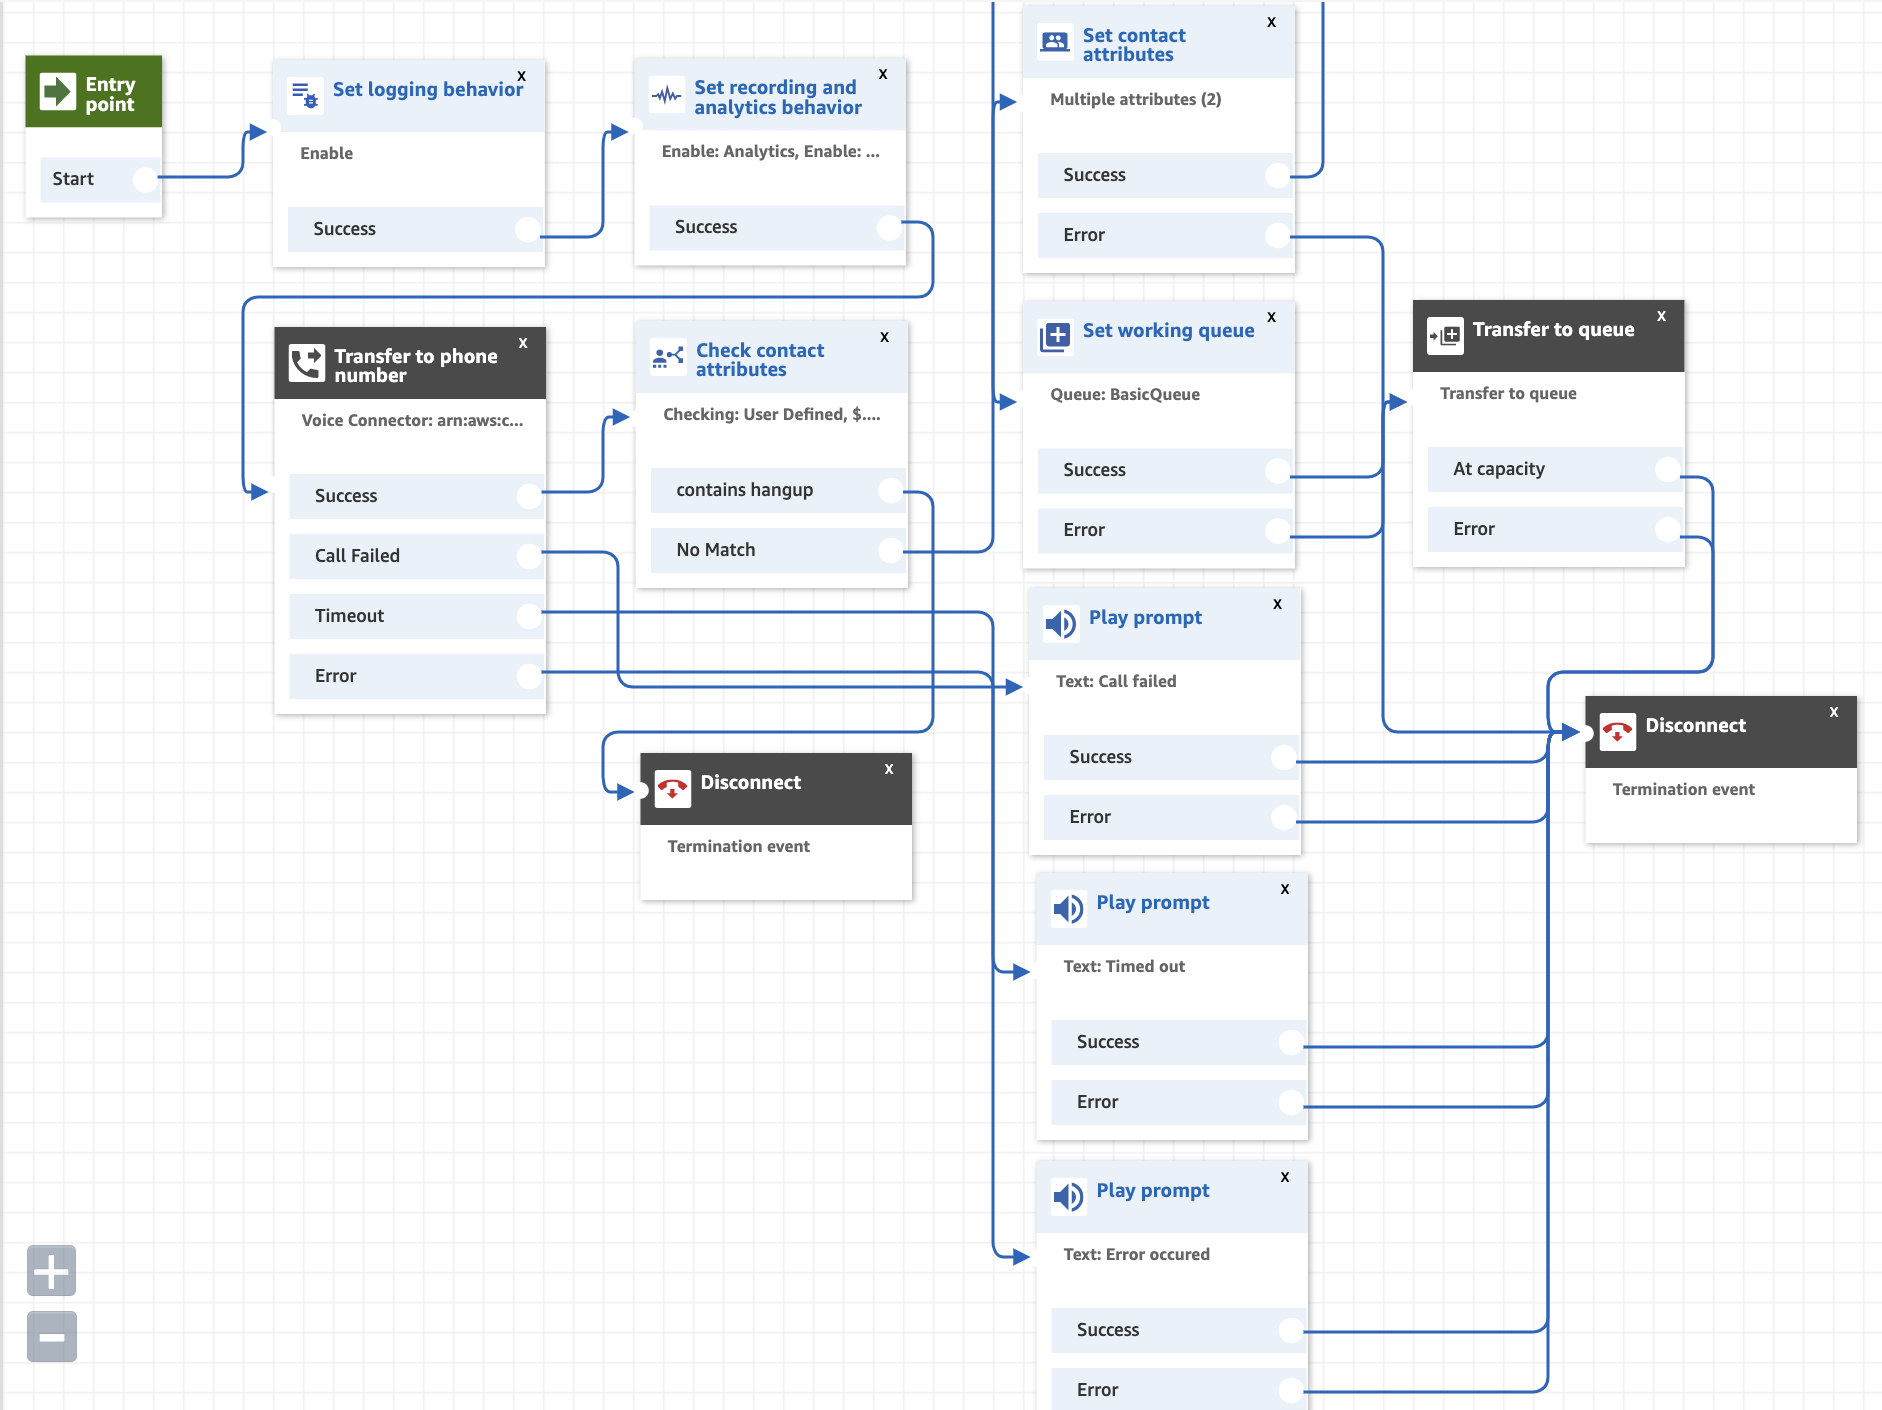 Entry
point
Start
Set logging behavior
X
Enable
Success
Set recording and
analytics behavior
X
Enable: Analytics, Enable: ...
Success
Transfer to phone
number
X
Voice Connector: arn:aws:c...
Success
Call Failed
Timeout
Error
Check contact
attributes
X
Checking: User Defined, $....
contains hangup
No Match
Disconnect
X
Termination event
Set contact
attributes
X
Multiple attributes (2)
Success
Error
Set working queue
X
Queue: BasicQueue
Success
Error
Play prompt
X
Text: Call failed
Success
Error
Play prompt
X
Text: Timed out
Success
Error
Play prompt
X
Text: Error occured
Success
Error
Transfer to queue
X
Transfer to queue
At capacity
Error
Disconnect
X
Termination event